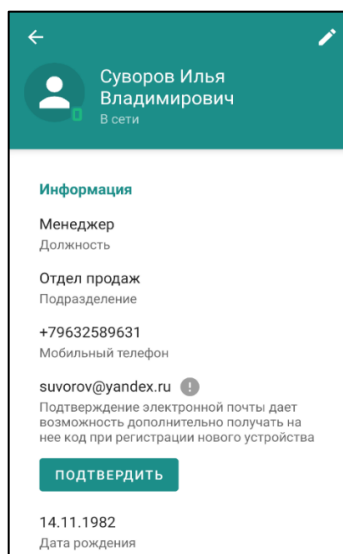 Суворов Илья
Владимирович
В сети
Информация
Менеджер
Должность
Отдел продаж
Подразделение
+79632589631
Мобильный телефон
suvorov@yandex.ru
Подтверждение электронной почты дает
возможность дополнительно получать на
нее код при регистрации нового устройства
ПОДТВЕРДИТЬ
14.11.1982
Дата рождения